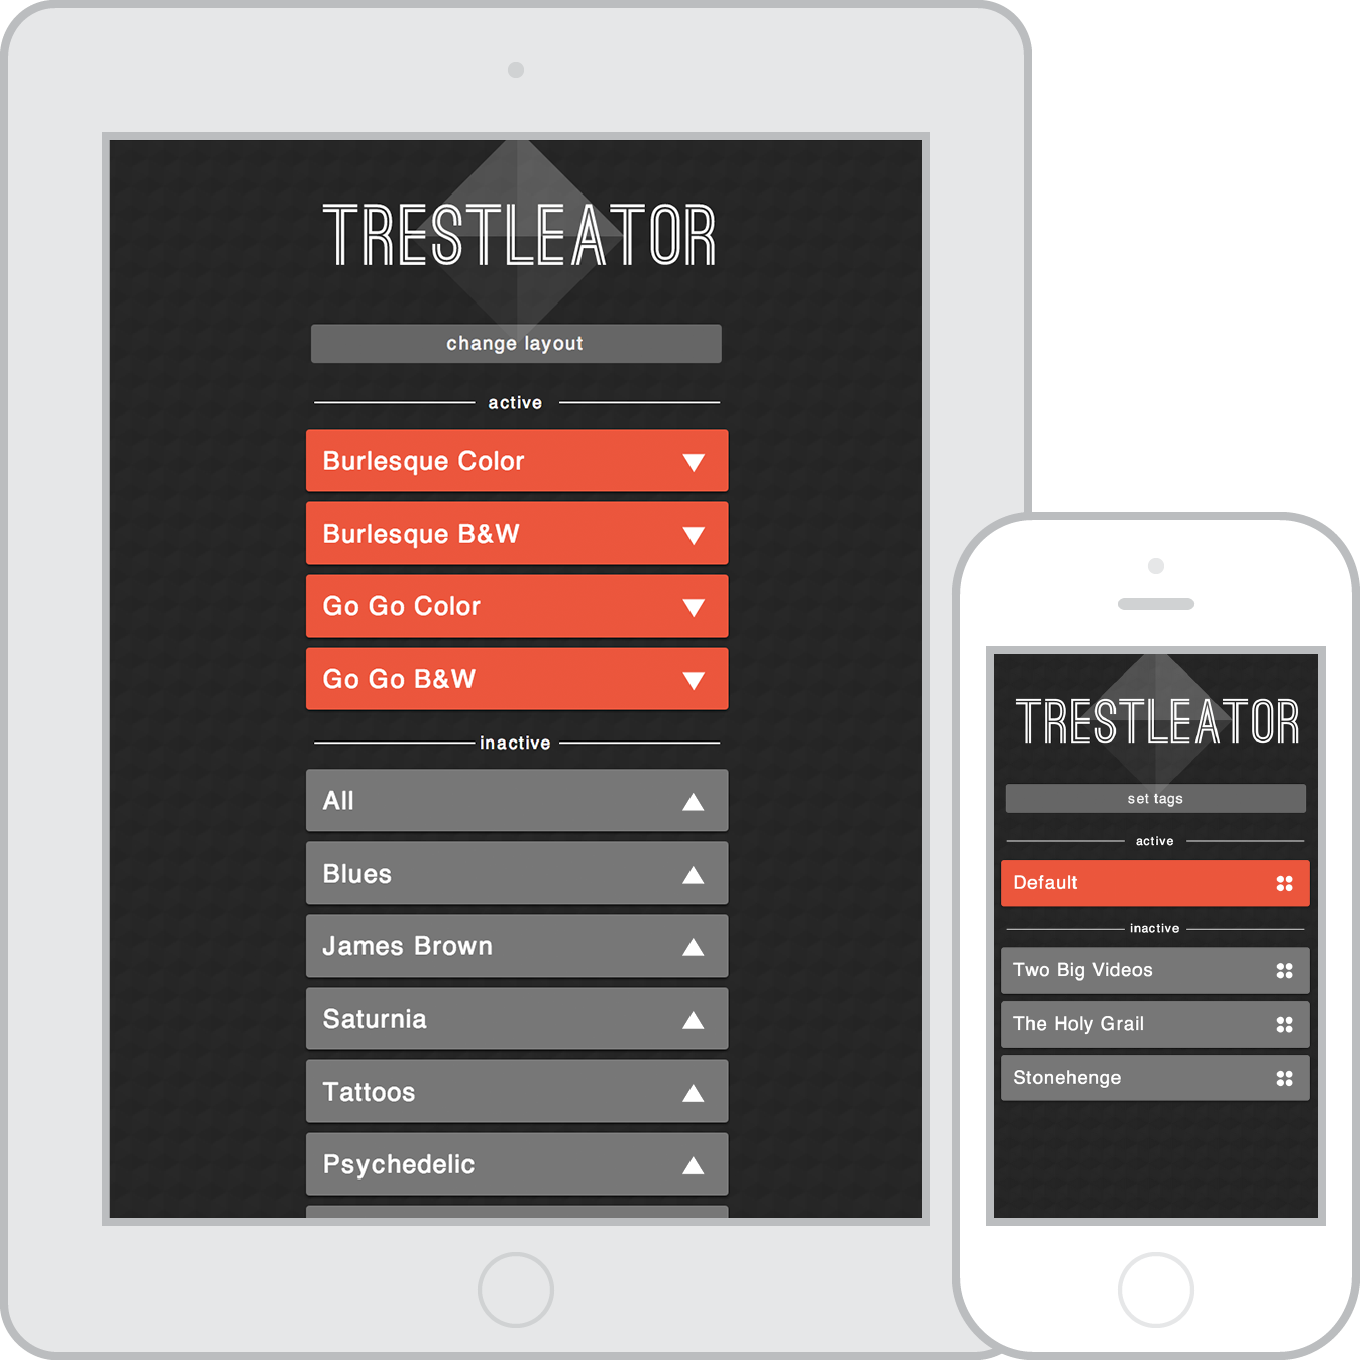 TRESTLEATOR
change layout
active
Burlesque Color
Burlesque B&W
Go Go Color
Go Go B&W
inactive
All
Blues
James Brown
Saturnia
Tattoos
Psychedelic
TRESTLEATOR
set tags
active
Default
inactive
Two Big Videos
The Holy Grail
Stonehenge